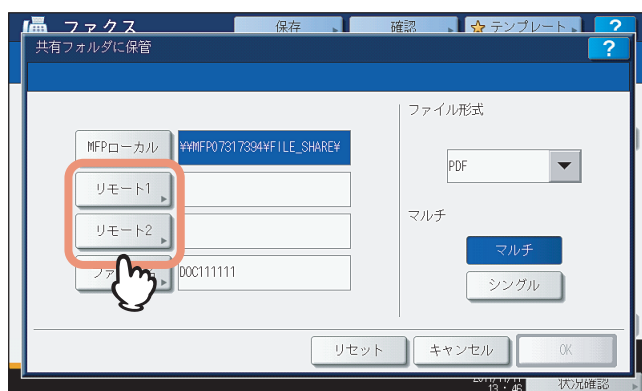 ファクス
保存
確認
テンプレート
?
共有フォルダに保管
?
ファイル形式
MFPローカル
¥¥MFP07317394¥FILE_SHARE¥
PDF
リモート1
マルチ
リモート2
マルチ
DOC111111
シングル
リセット
キャンセル
OK
13:46
状況確認